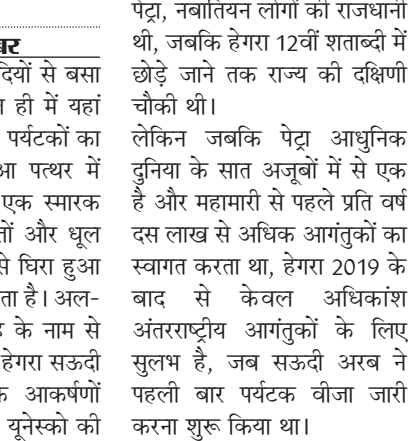 बर
दियों से बसा
न ही में यहां
पर्यटकों का
आ पत्थर में
एक स्मारक
तों और धूल
से घिरा हुआ
ता है। अल-
ह के नाम से
हेगरा सऊदी
क आकर्षणों
यूनेस्को की
पेट्रा, नबातियन लोगों की राजधानी
थी, जबकि हेगरा 12वीं शताब्दी में
छोड़े जाने तक राज्य की दक्षिणी
चौकी थी।
लेकिन जबकि पेट्रा आधुनिक
दुनिया के सात अजूबों में से एक
है और महामारी से पहले प्रति वर्ष
दस लाख से अधिक आगंतुकों का
स्वागत करता था, हेगरा 2019 के
बाद से केवल अधिकांश
अंतरराष्ट्रीय आगंतुकों के लिए
सुलभ है, जब सऊदी अरब ने
पहली बार पर्यटक वीजा जारी
करना शुरू किया था।